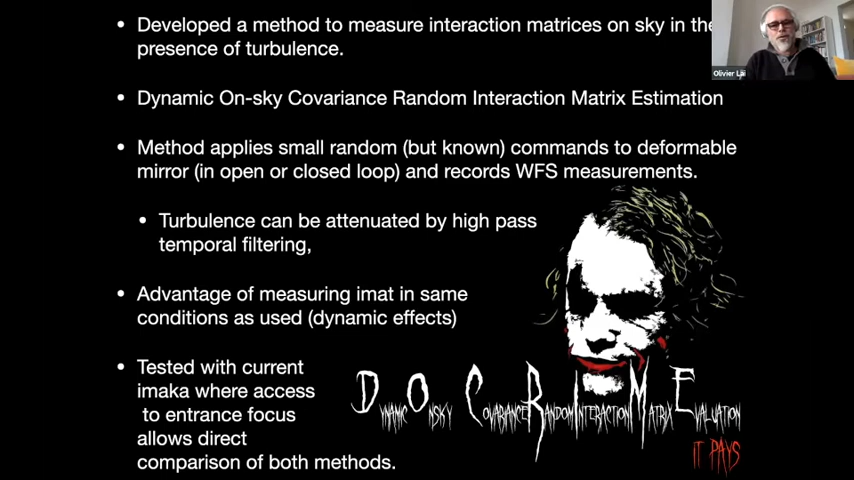 • Developed a method to measure interaction matrices on sky in the
presence of turbulence.
Olivier Lai
• Dynamic On-sky Covariance Random Interaction Matrix Estimation
• Method applies small random (but known) commands to deformable
mirror (in open or closed loop) and records WFS measurements.
• Turbulence can be attenuated by high pass
temporal filtering,
• Advantage of measuring imat in same
conditions as used (dynamic effects)
• Tested with current
imaka where access
to entrance focus
allows direct
comparison of both methods.
DYNAMIC ONSKY COVARIANCE RANDOM INTERACTION MATRIX EVALUATION
IT PAYS